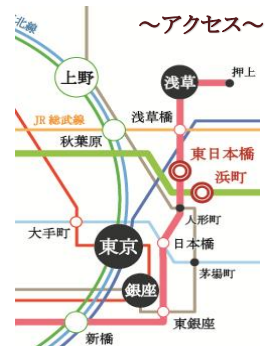 ～アクセス～
北線
上野
浅草
押上
JR総武線
浅草橋
秋葉原
東日本橋
浜町
人形町
大手町
東京
日本橋
茅場町
銀座
東銀座
新橋